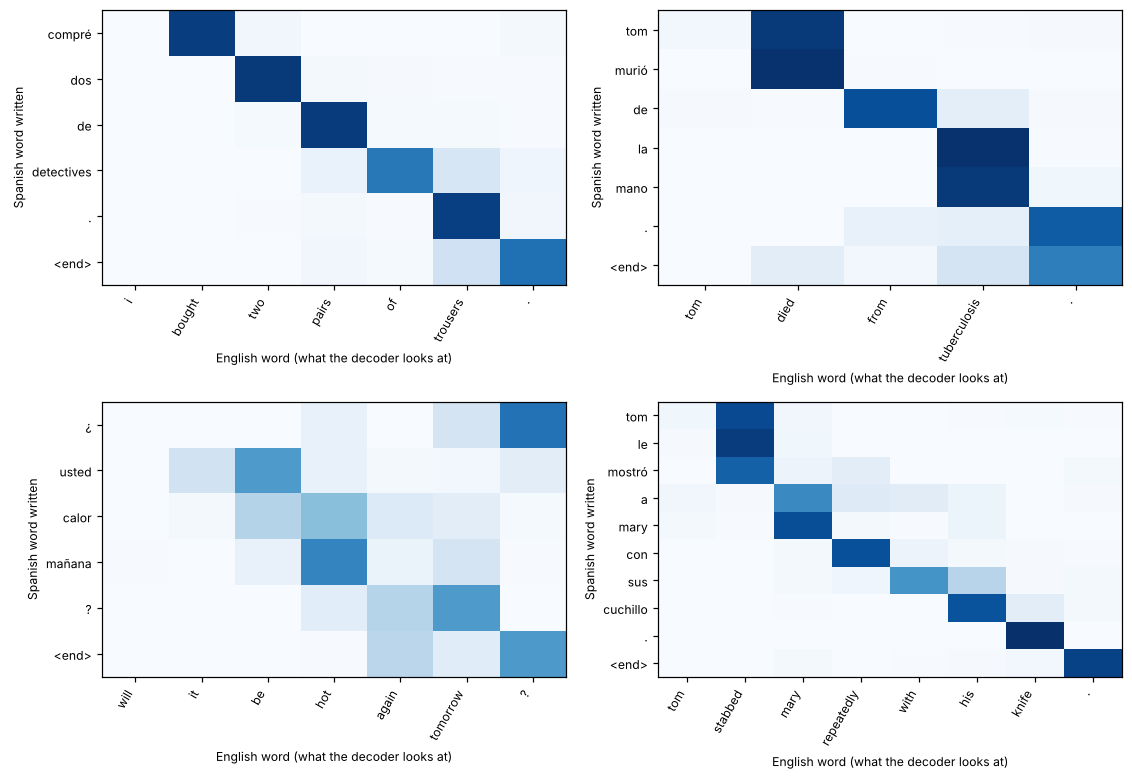 Spanish word written
compré
dos
de
detectives
.
<end>
i
bought
two
pairs
of
trousers
.
English word (what the decoder looks at)
Spanish word written
tom
murió
de
la
mano
.
<end>
tom
died
from
tuberculosis
.
English word (what the decoder looks at)
Spanish word written
¿
usted
calor
mañana
?
<end>
will
it
be
hot
again
tomorrow
?
English word (what the decoder looks at)
Spanish word written
tom
le
mostró
a
mary
con
sus
cuchillo
.
<end>
tom
stabbed
mary
repeatedly
with
his
knife
.
English word (what the decoder looks at)